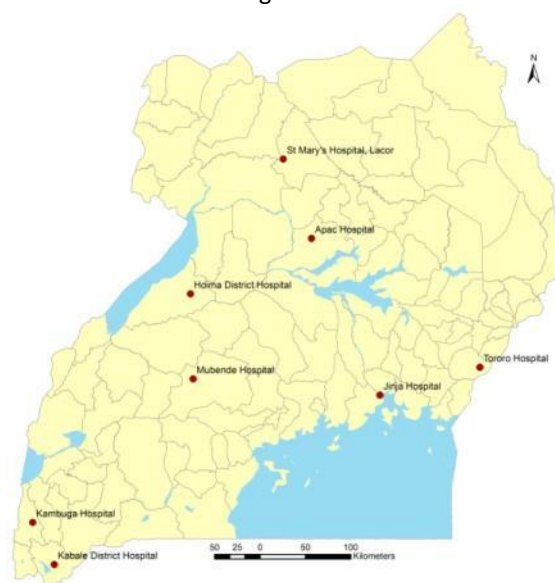 N
St Mary's Hospital, Lacor
Apac Hospital
Hoima District Hospital
Tororo Hospital
Mubende Hospital
Jinja Hospital
Kambuga Hospital
Kabale District Hospital
50 25 0 50 100
Kilometers